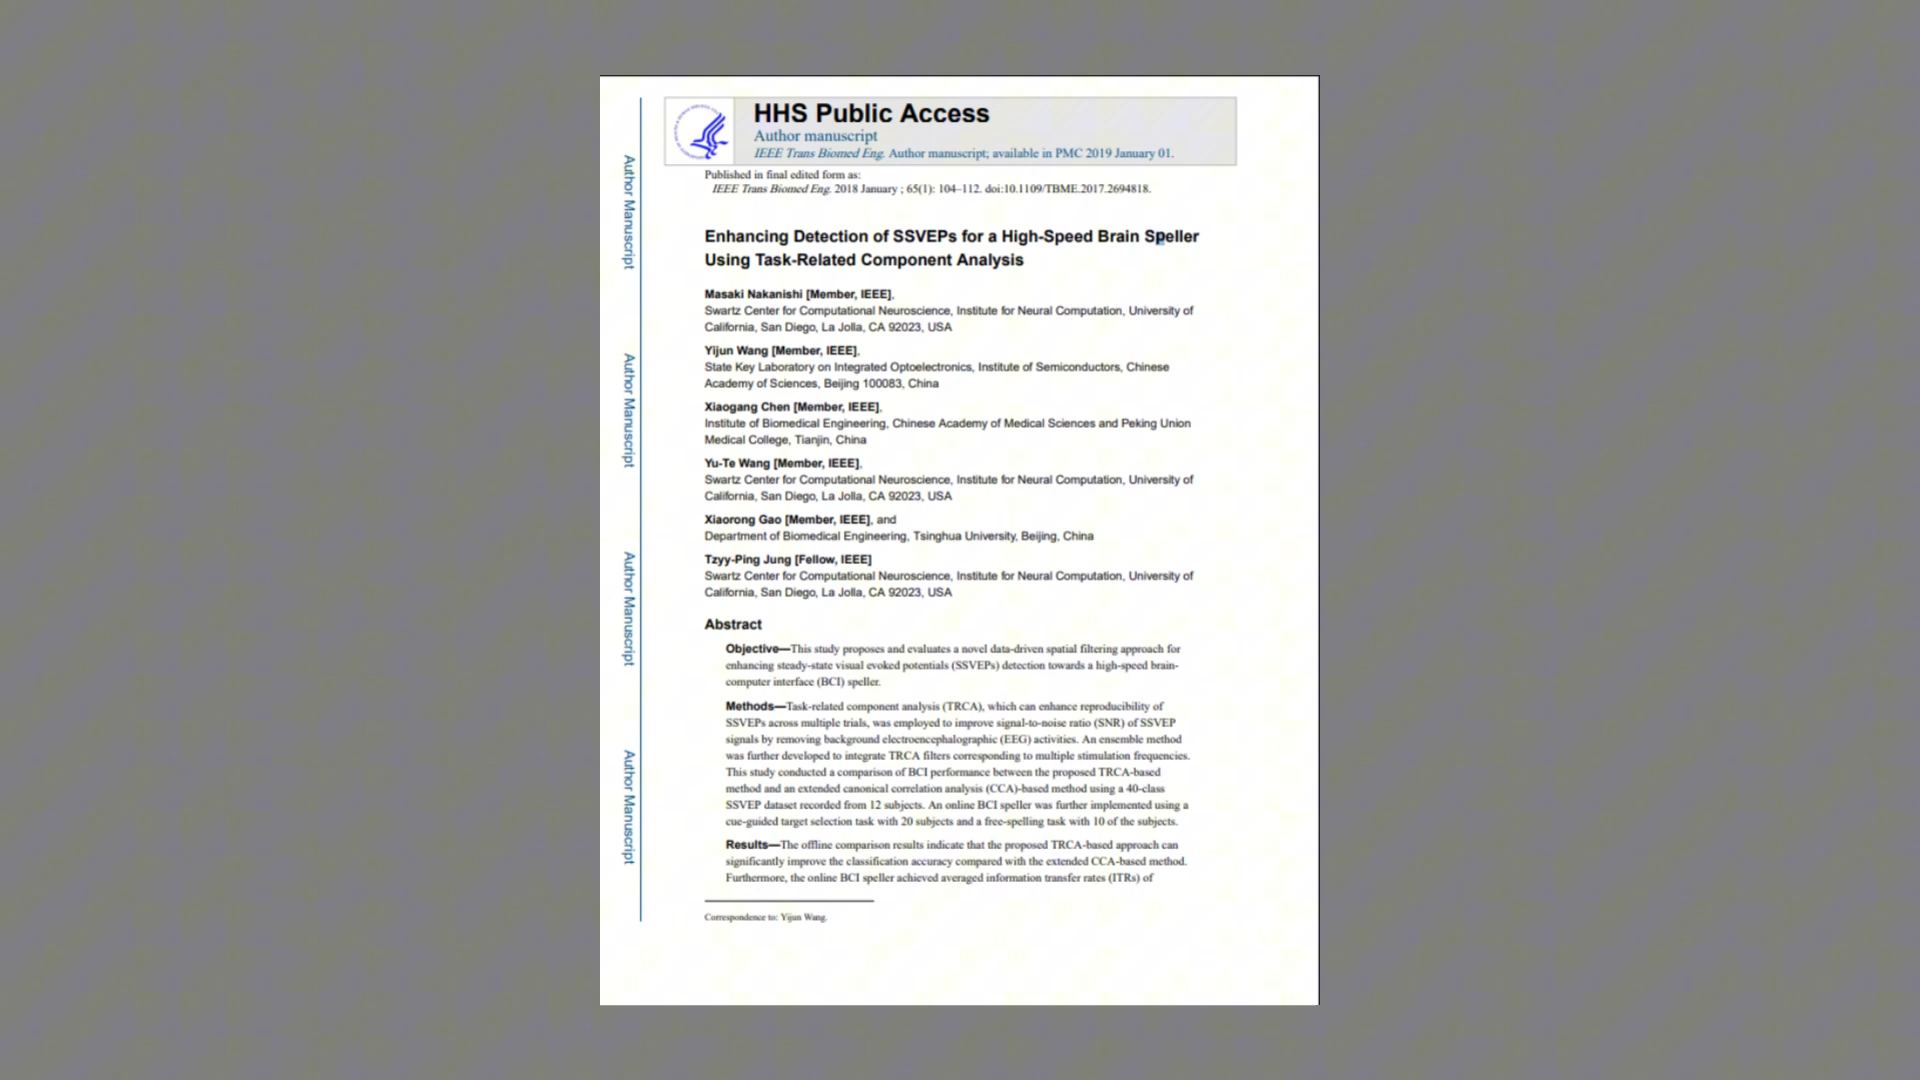 HHS Public Access
Author manuscript
IEEE Trans Biomed Eng. Author manuscript; available in PMC 2019 January 01.
Published in final edited form as:
IEEE Trans Biomed Eng. 2018 January ; 65(1): 104–112. doi:10.1109/TBME.2017.2694818.
Enhancing Detection of SSVEPs for a High-Speed Brain Speller
Using Task-Related Component Analysis
Masaki Nakanishi [Member, IEEE],
Swartz Center for Computational Neuroscience, Institute for Neural Computation, University of
California, San Diego, La Jolla, CA 92023, USA
Yijun Wang [Member, IEEE],
State Key Laboratory on Integrated Optoelectronics, Institute of Semiconductors, Chinese
Academy of Sciences, Beijing 100083, China
Xiaogang Chen [Member, IEEE],
Institute of Biomedical Engineering, Chinese Academy of Medical Sciences and Peking Union
Medical College, Tianjin, China
Yu-Te Wang [Member, IEEE],
Swartz Center for Computational Neuroscience, Institute for Neural Computation, University of
California, San Diego, La Jolla, CA 92023, USA
Xiaorong Gao [Member, IEEE], and
Department of Biomedical Engineering, Tsinghua University, Beijing, China
Tzyy-Ping Jung [Fellow, IEEE]
Swartz Center for Computational Neuroscience, Institute for Neural Computation, University of
California, San Diego, La Jolla, CA 92023, USA
Abstract
Objective—This study proposes and evaluates a novel data-driven spatial filtering approach for
enhancing steady-state visual evoked potentials (SSVEPs) detection towards a high-speed brain-
computer interface (BCI) speller.
Methods—Task-related component analysis (TRCA), which can enhance reproducibility of
SSVEPs across multiple trials, was employed to improve signal-to-noise ratio (SNR) of SSVEP
signals by removing background electroencephalographic (EEG) activities. An ensemble method
was further developed to integrate TRCA filters corresponding to multiple stimulation frequencies.
This study conducted a comparison of BCI performance between the proposed TRCA-based
method and an extended canonical correlation analysis (CCA)-based method using a 40-class
SSVEP dataset recorded from 12 subjects. An online BCI speller was further implemented using a
cue-guided target selection task with 20 subjects and a free-spelling task with 10 of the subjects.
Results—The offline comparison results indicate that the proposed TRCA-based approach can
significantly improve the classification accuracy compared with the extended CCA-based method.
Furthermore, the online BCI speller achieved averaged information transfer rates (ITRs) of
Correspondence to: Yijun Wang.
Author Manuscript
Author Manuscript
Author Manuscript
Author Manuscript